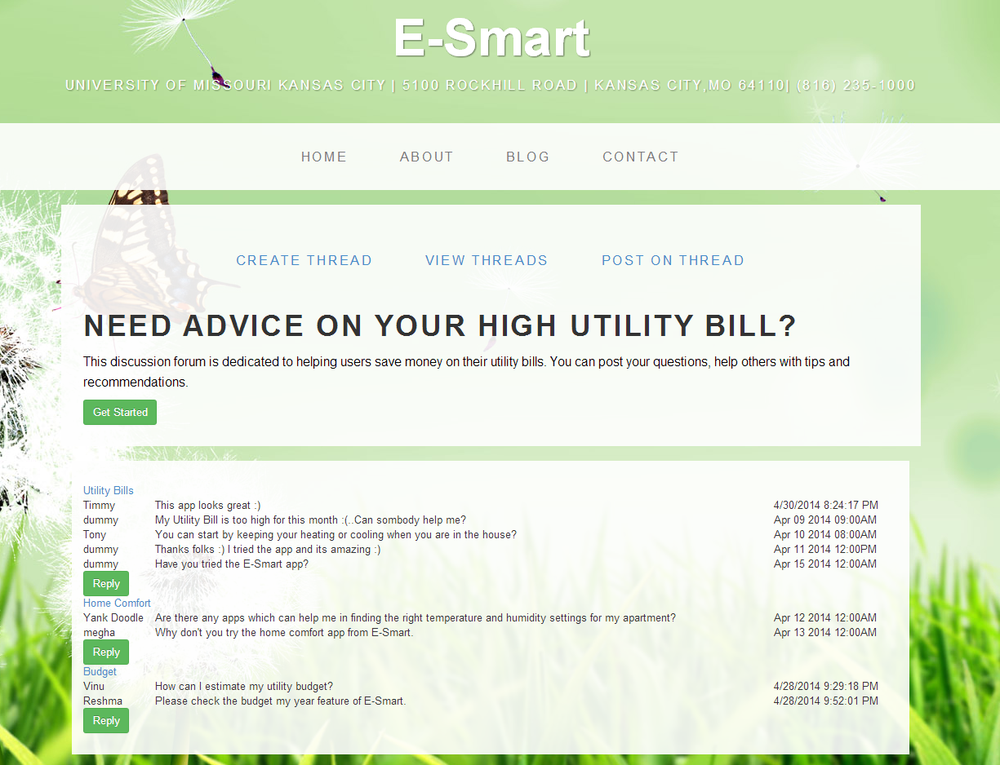 E-Smart
UNIVERSITY OF MISSOURI KANSAS CITY | 5100 ROCKHILL ROAD | KANSAS CITY,MO 64110| (816) 235-1000
HOME ABOUT BLOG CONTACT
CREATE THREAD VIEW THREADS POST ON THREAD
NEED ADVICE ON YOUR HIGH UTILITY BILL?
This discussion forum is dedicated to helping users save money on their utility bills. You can post your questions, help others with tips and
recommendations.
Get Started
Utility Bills
Timmy This app looks great :) 4/30/2014 8:24:17 PM
dummy My Utility Bill is too high for this month :(..Can sombody help me? Apr 09 2014 09:00AM
Tony You can start by keeping your heating or cooling when you are in the house? Apr 10 2014 08:00AM
dummy Thanks folks :) I tried the app and its amazing :) Apr 11 2014 12:00PM
dummy Have you tried the E-Smart app? Apr 15 2014 12:00AM
Reply
Home Comfort
Yank Doodle Are there any apps which can help me in finding the right temperature and humidity settings for my apartment? Apr 12 2014 12:00AM
megha Why don't you try the home comfort app from E-Smart. Apr 13 2014 12:00AM
Reply
Budget
Vinu How can I estimate my utility budget? 4/28/2014 9:29:18 PM
Reshma Please check the budget my year feature of E-Smart. 4/28/2014 9:52:01 PM
Reply